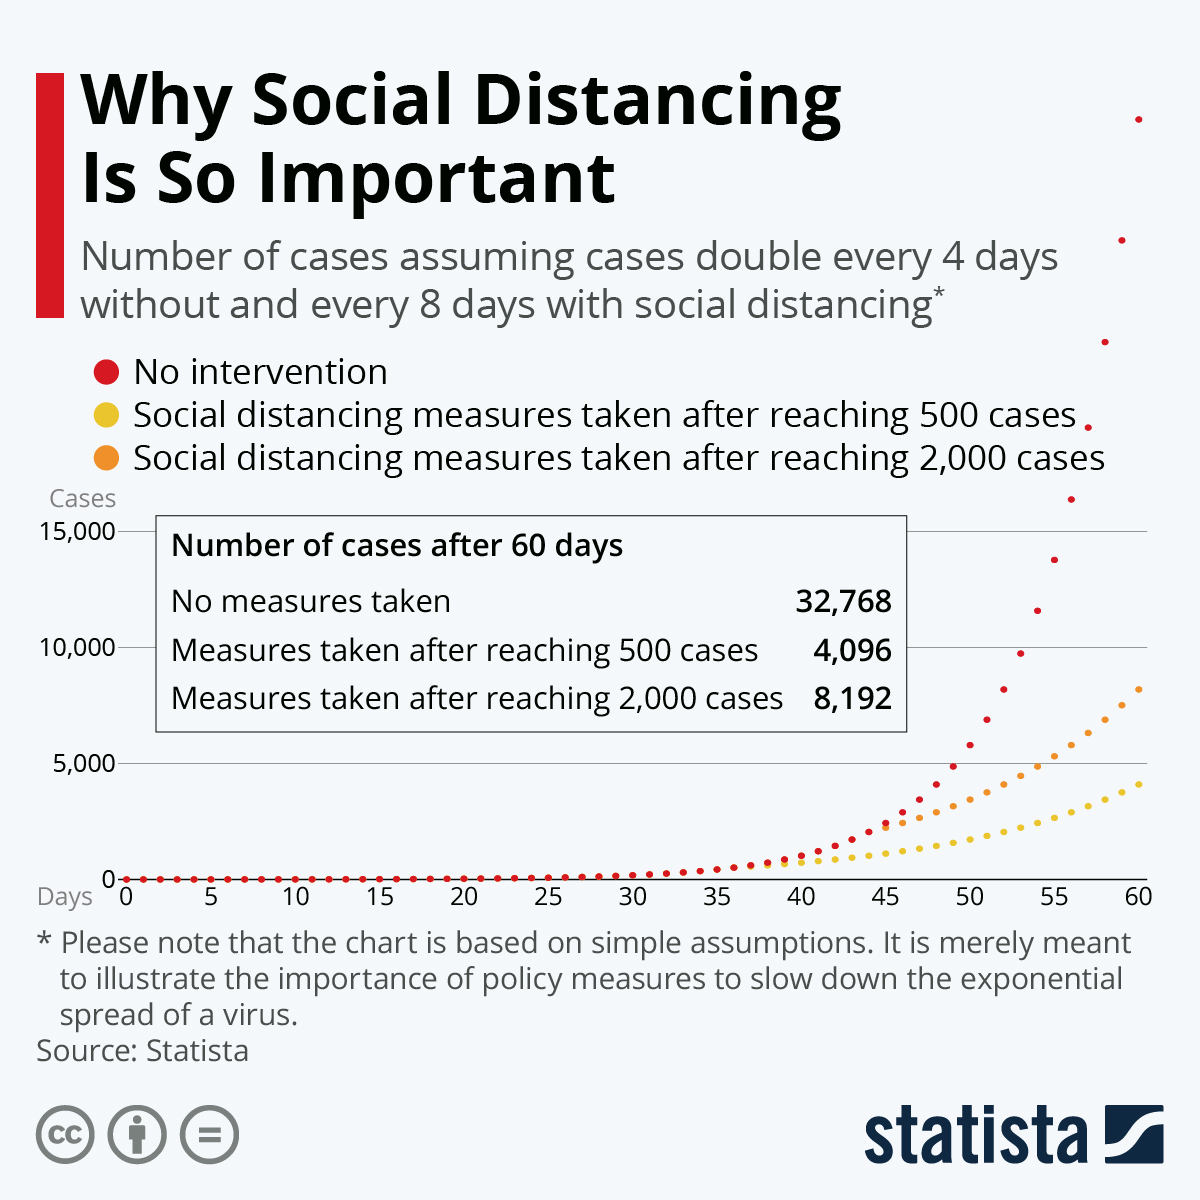 Why Social Distancing
Is So Important
Number of cases assuming cases double every 4 days
without and every 8 days with social distancing*
No intervention
Social distancing measures taken after reaching 500 cases
Social distancing measures taken after reaching 2,000 cases
Cases
15,000
10,000
5,000
0
Number of cases after 60 days
No measures taken 32,768
Measures taken after reaching 500 cases 4,096
Measures taken after reaching 2,000 cases 8,192
Days 0 5 10 15 20 25 30 35 40 45 50 55 60
* Please note that the chart is based on simple assumptions. It is merely meant
to illustrate the importance of policy measures to slow down the exponential
spread of a virus.
Source: Statista
cc
statista